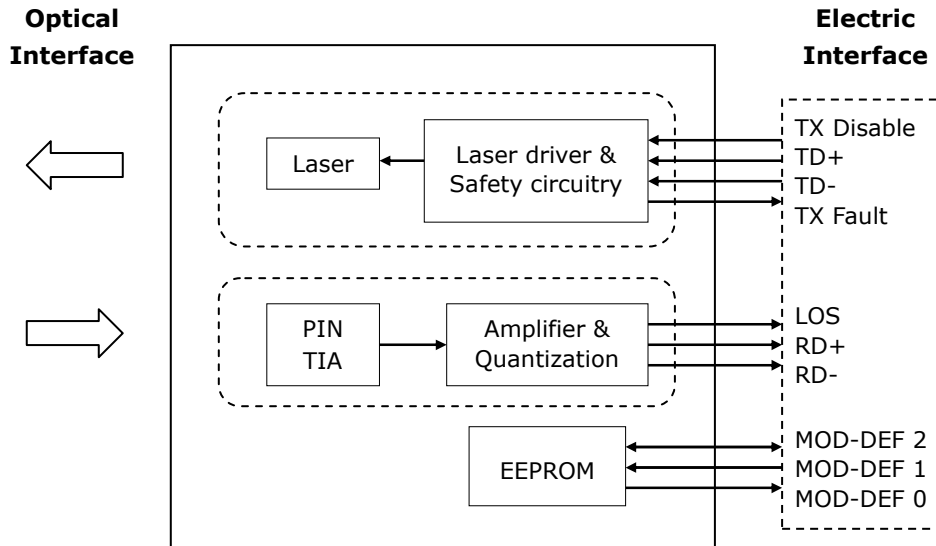 Optical
Interface
Electric
Interface
Laser
Laser driver &
Safety circuitry
TX Disable
TD+
TD-
TX Fault
PIN
TIA
Amplifier &
Quantization
LOS
RD+
RD-
EEPROM
MOD-DEF 2
MOD-DEF 1
MOD-DEF 0